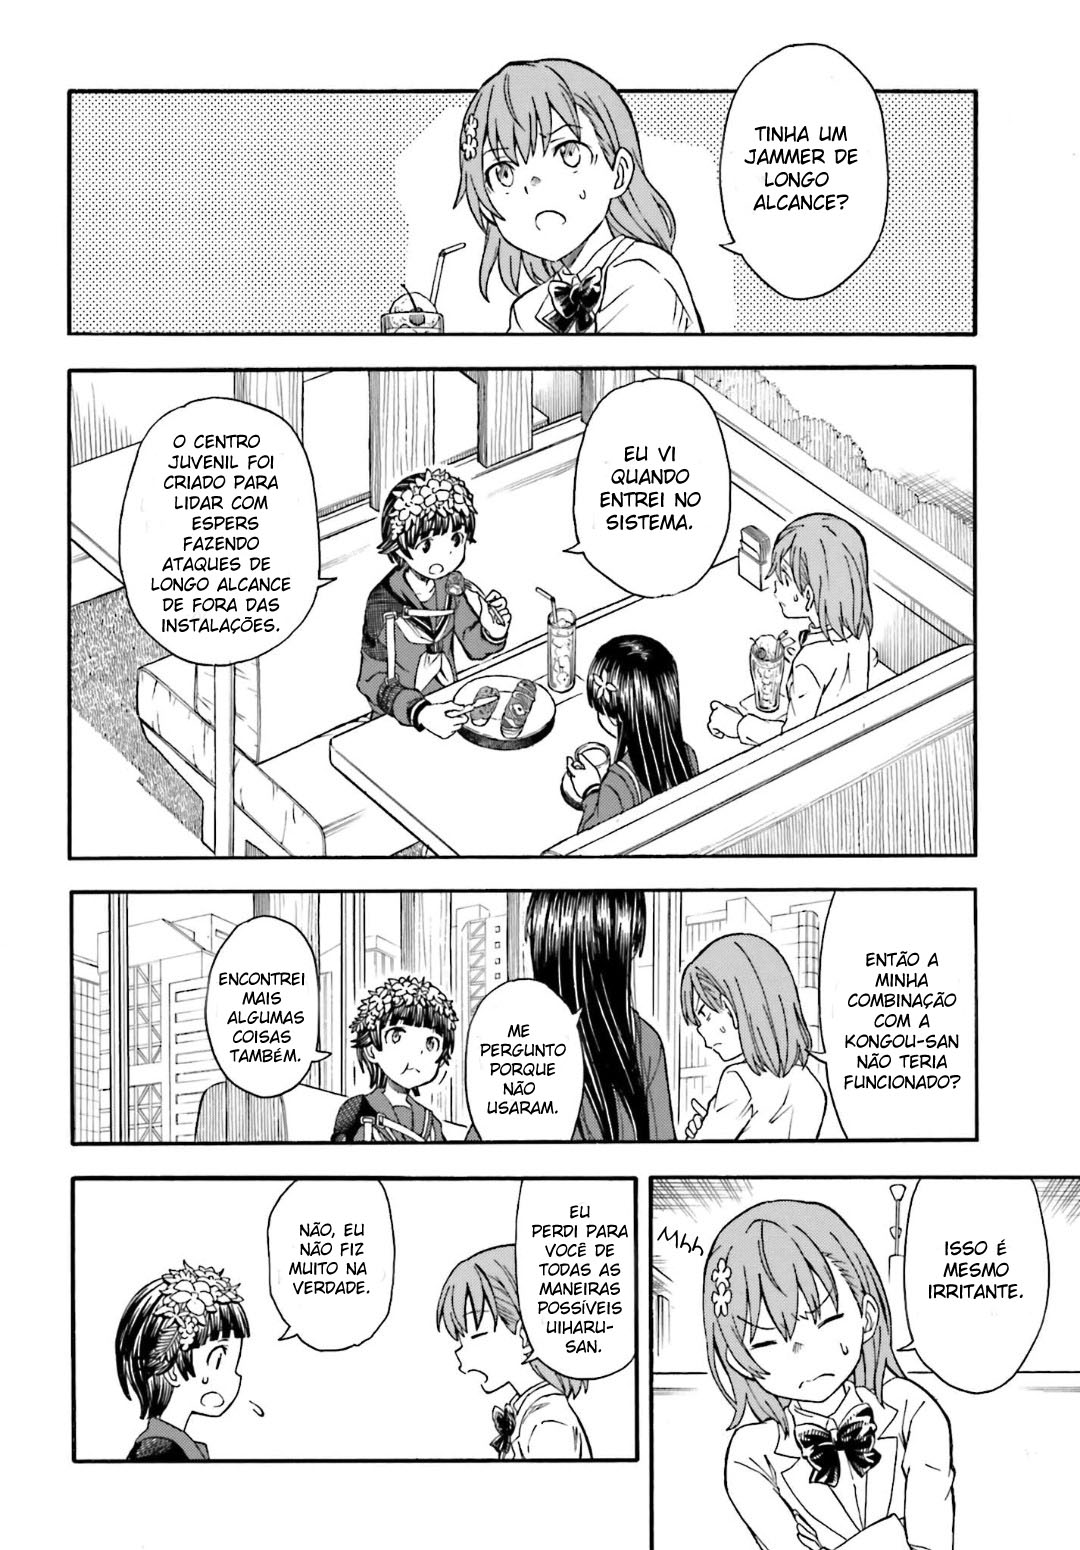 TINHA UM
JAMMER DE
LONGO
ALCANCE?
EU VI
QUANDO
ENTREI NO
SISTEMA.
O CENTRO
JUVENIL FOI
CRIADO PARA
LIDAR COM
ESPERS
FAZENDO
ATAQUES DE
LONGO ALCANCE
DE FORA DAS
INSTALAÇÕES.
ENTÃO A
MINHA
COMBINAÇÃO
COM A
KONGOU-SAN
NÃO TERIA
FUNCIONADO?
ME
PERGUNTO
PORQUE
NÃO
USARAM.
ENCONTREI
MAIS
ALGUMAS
COISAS
TAMBÉM.
ISSO É
MESMO
IRRITANTE.
Mhh
EU
PERDI PARA
VOCÊ DE
TODAS AS
MANEIRAS
POSSÍVEIS
UIHARU-
SAN.
NÃO, EU
NÃO FIZ
MUITO NA
VERDADE.